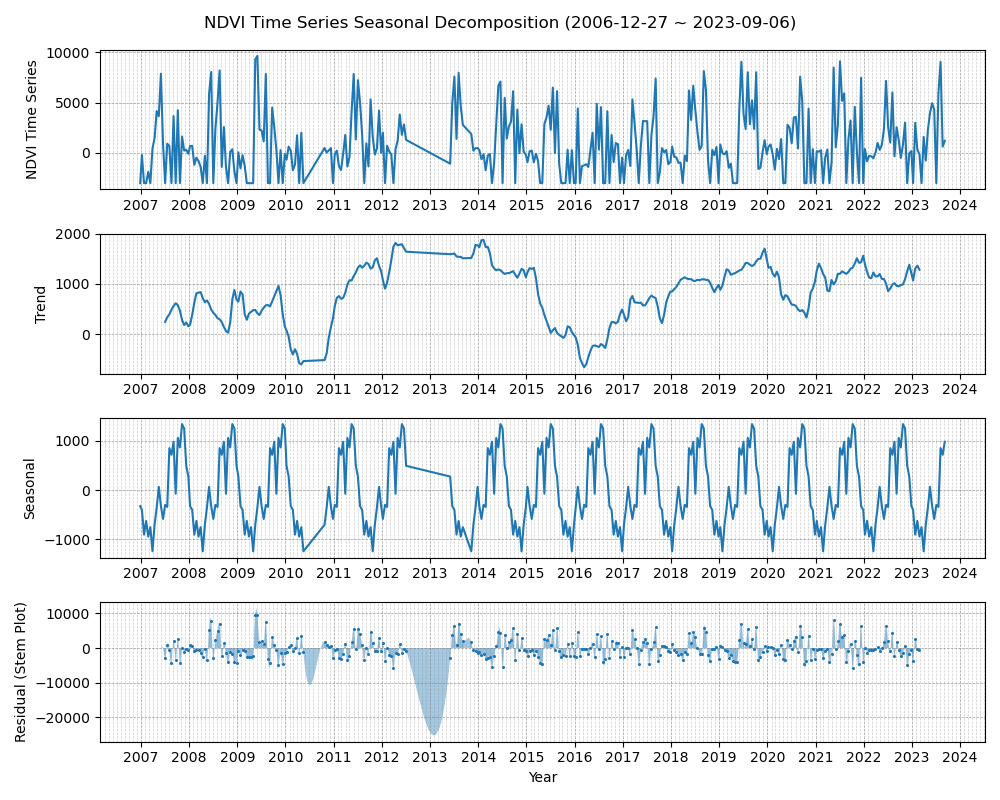 NDVI Time Series Seasonal Decomposition (2006-12-27 ~ 2023-09-06)
NDVI Time Series
10000
5000
0
2007 2008 2009 2010 2011 2012 2013 2014 2015 2016 2017 2018 2019 2020 2021 2022 2023 2024
Trend
2000
1000
0
2007 2008 2009 2010 2011 2012 2013 2014 2015 2016 2017 2018 2019 2020 2021 2022 2023 2024
Seasonal
1000
0
−1000
2007 2008 2009 2010 2011 2012 2013 2014 2015 2016 2017 2018 2019 2020 2021 2022 2023 2024
Residual (Stem Plot)
10000
0
−10000
−20000
2007 2008 2009 2010 2011 2012 2013 2014 2015 2016 2017 2018 2019 2020 2021 2022 2023 2024
Year